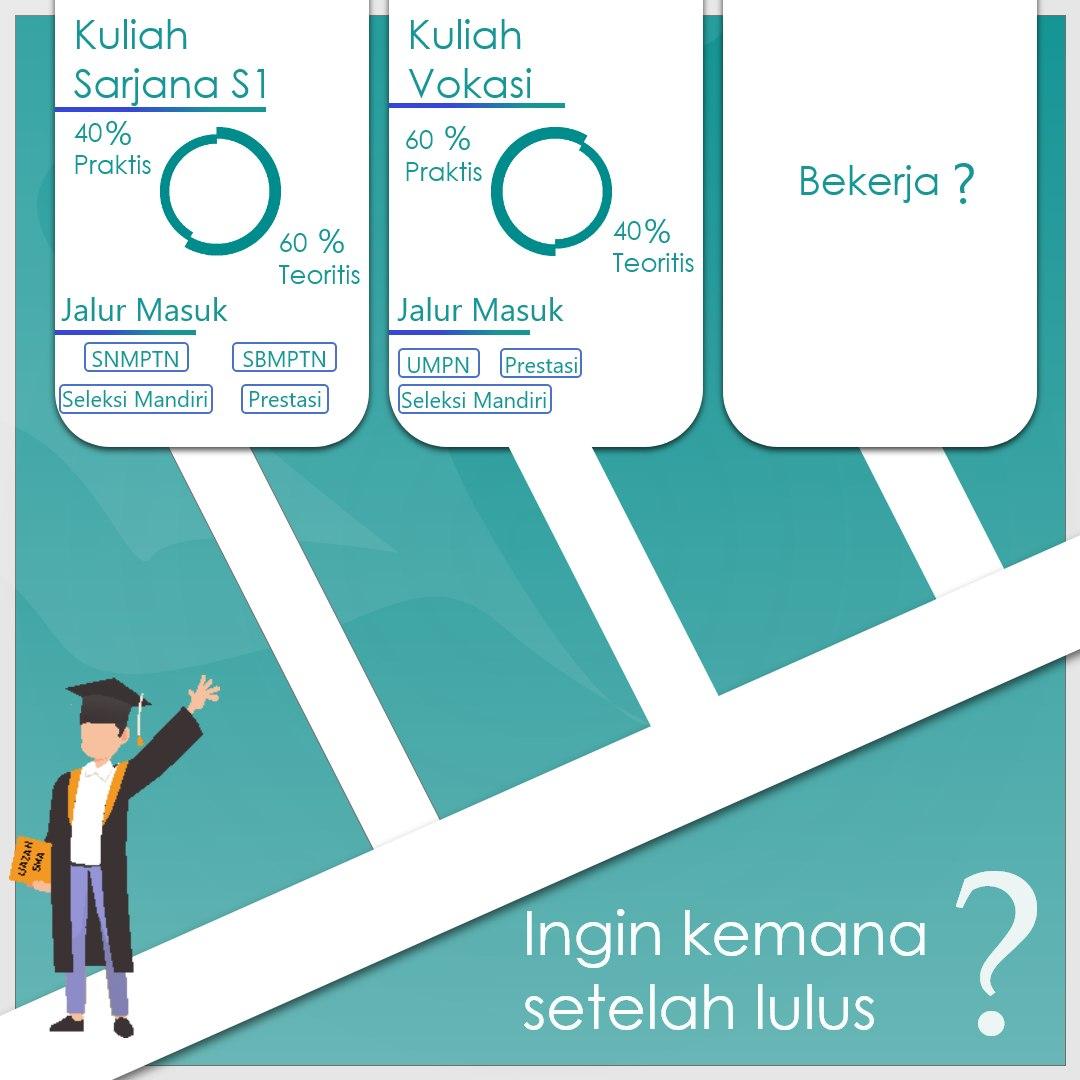 Kuliah
Sarjana S1
40%
Praktis
60 %
Teoritis
Jalur Masuk
SNMPTN
SBMPTN
Seleksi Mandiri
Prestasi
Kuliah
Vokasi
60 %
Praktis
40%
Teoritis
Jalur Masuk
UMPN
Prestasi
Seleksi Mandiri
Bekerja ?
IJAZAH
SMA
Ingin kemana
setelah lulus ?